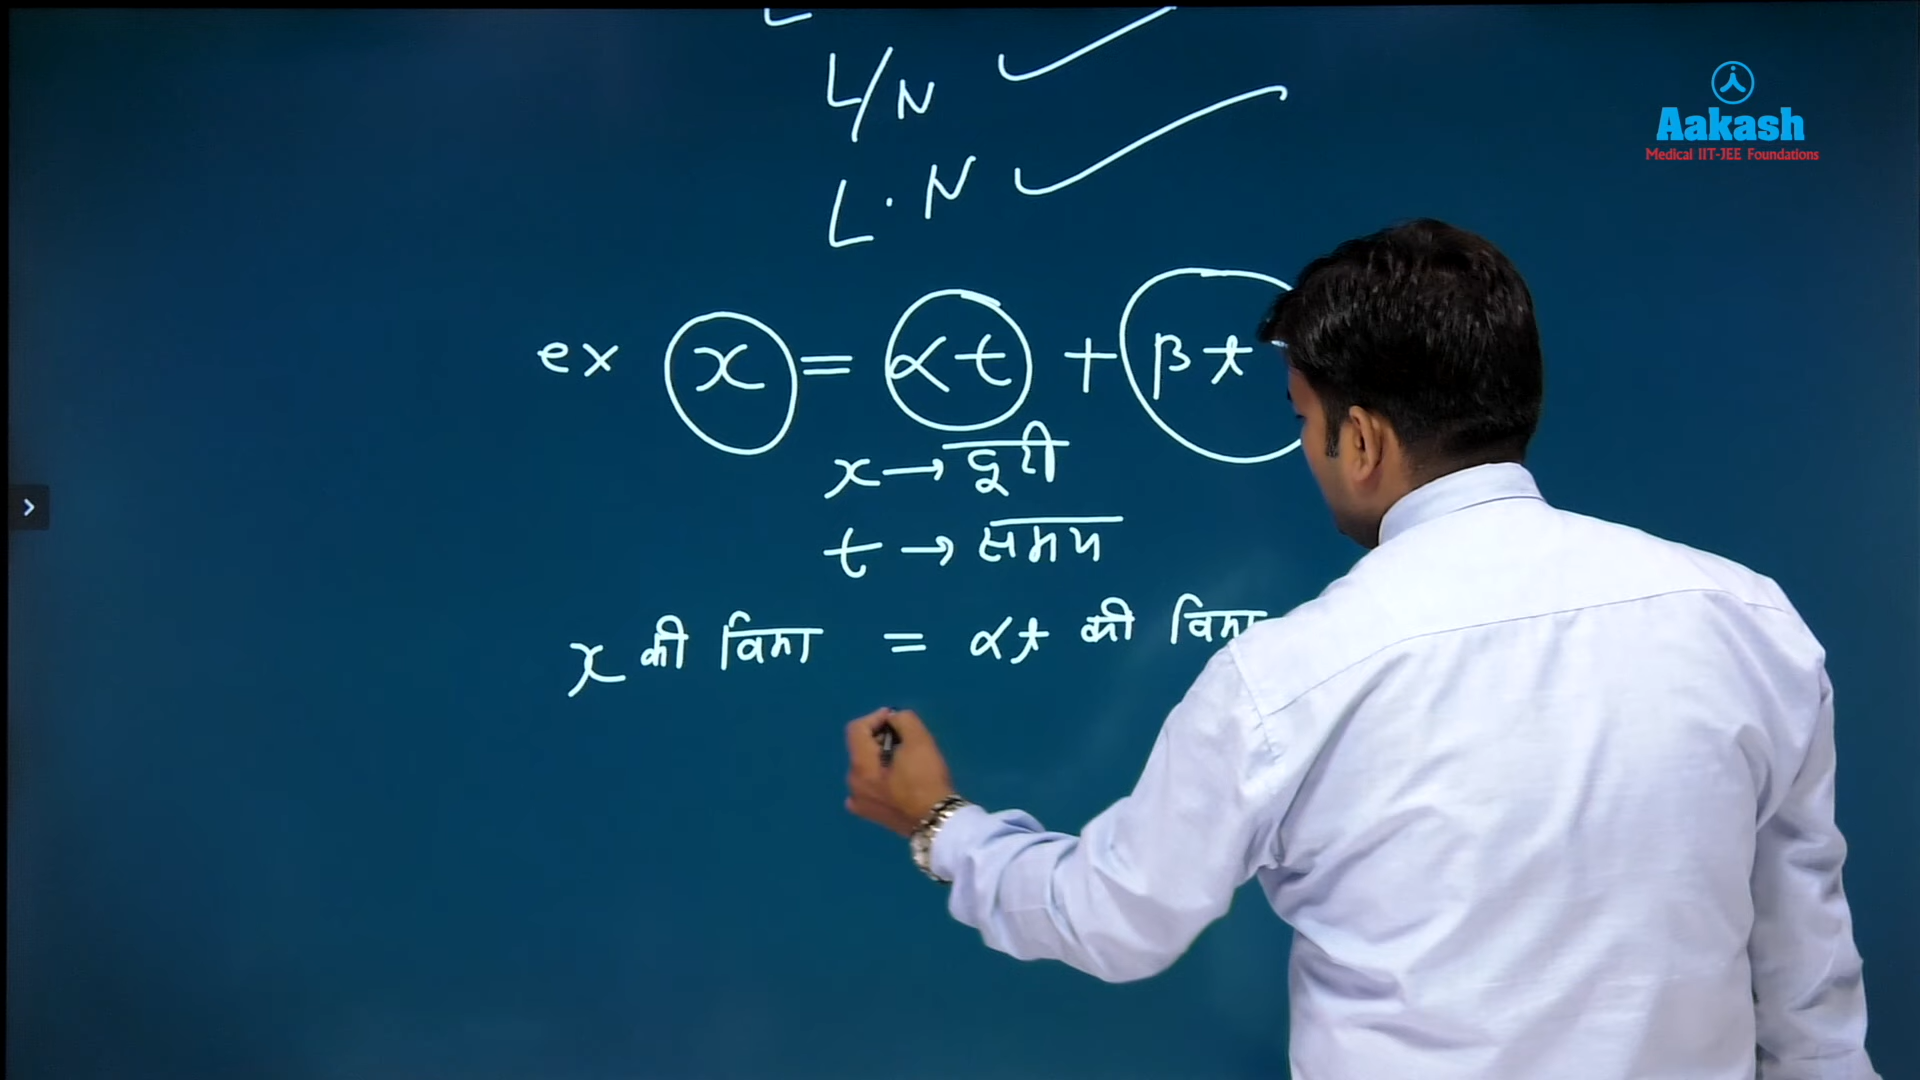 L/N
L · N
Aakash
Medical IIT-JEE Foundations
ex x = αt + βt
x → दूरी
t → समय
x की विमा = αt की विमा